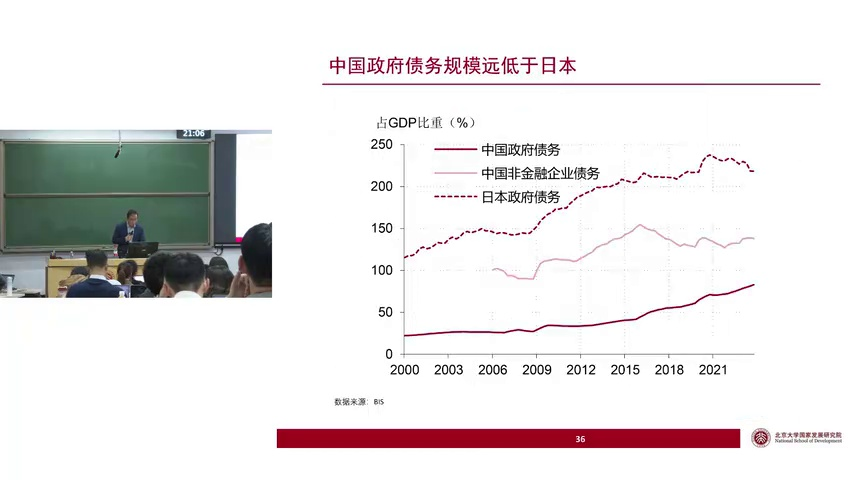 中国政府债务规模远低于日本
21:06
占GDP比重（%）
250
200
150
100
50
0
中国政府债务
中国非金融企业债务
日本政府债务
2000 2003 2006 2009 2012 2015 2018 2021
数据来源：BIS
36
北京大学国家发展研究院
National School of Development